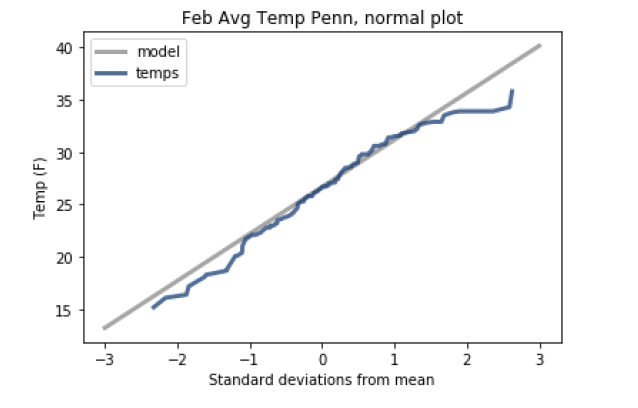 Feb Avg Temp Penn, normal plot
model
temps
40
35
30
25
20
15
Temp (F)
−3
−2
−1
0
1
2
3
Standard deviations from mean